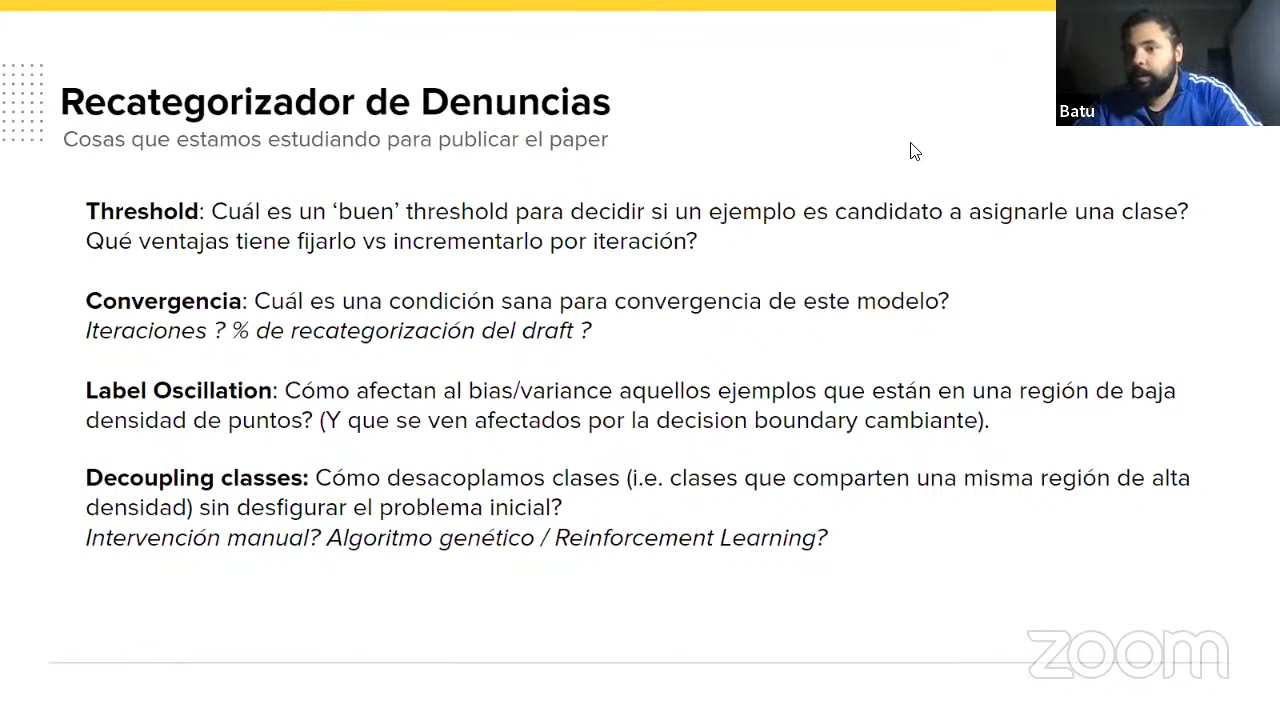 Recategorizador de Denuncias
Cosas que estamos estudiando para publicar el paper
Batu
Threshold: Cuál es un ‘buen’ threshold para decidir si un ejemplo es candidato a asignarle una clase?
Qué ventajas tiene fijarlo vs incrementarlo por iteración?
Convergencia: Cuál es una condición sana para convergencia de este modelo?
Iteraciones ? % de recategorización del draft ?
Label Oscillation: Cómo afectan al bias/variance aquellos ejemplos que están en una región de baja
densidad de puntos? (Y que se ven afectados por la decision boundary cambiante).
Decoupling classes: Cómo desacoplamos clases (i.e. clases que comparten una misma región de alta
densidad) sin desfigurar el problema inicial?
Intervención manual? Algoritmo genético / Reinforcement Learning?
zoom